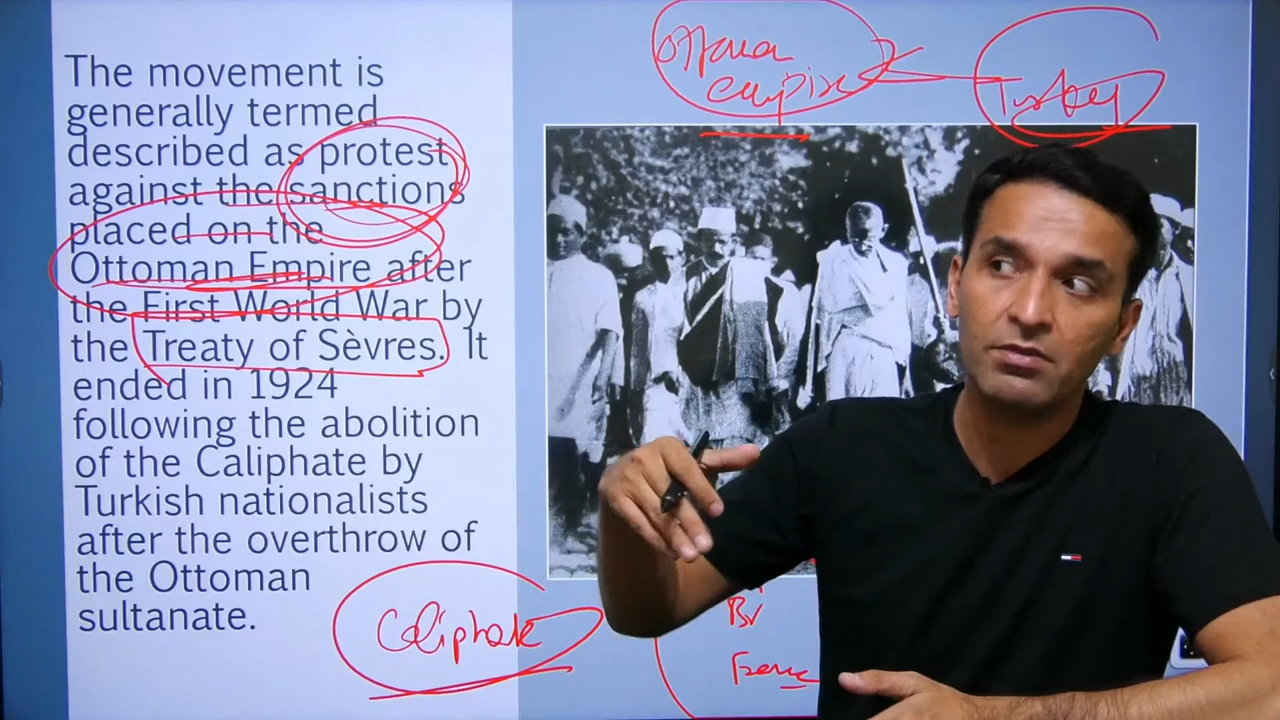 The movement is
generally termed
described as protest
against the sanctions
placed on the
Ottoman Empire after
the First World War by
the Treaty of Sèvres. It
ended in 1924
following the abolition
of the Caliphate by
Turkish nationalists
after the overthrow of
the Ottoman
sultanate.
Ottoman
empire
Turkey
Caliphate
Br